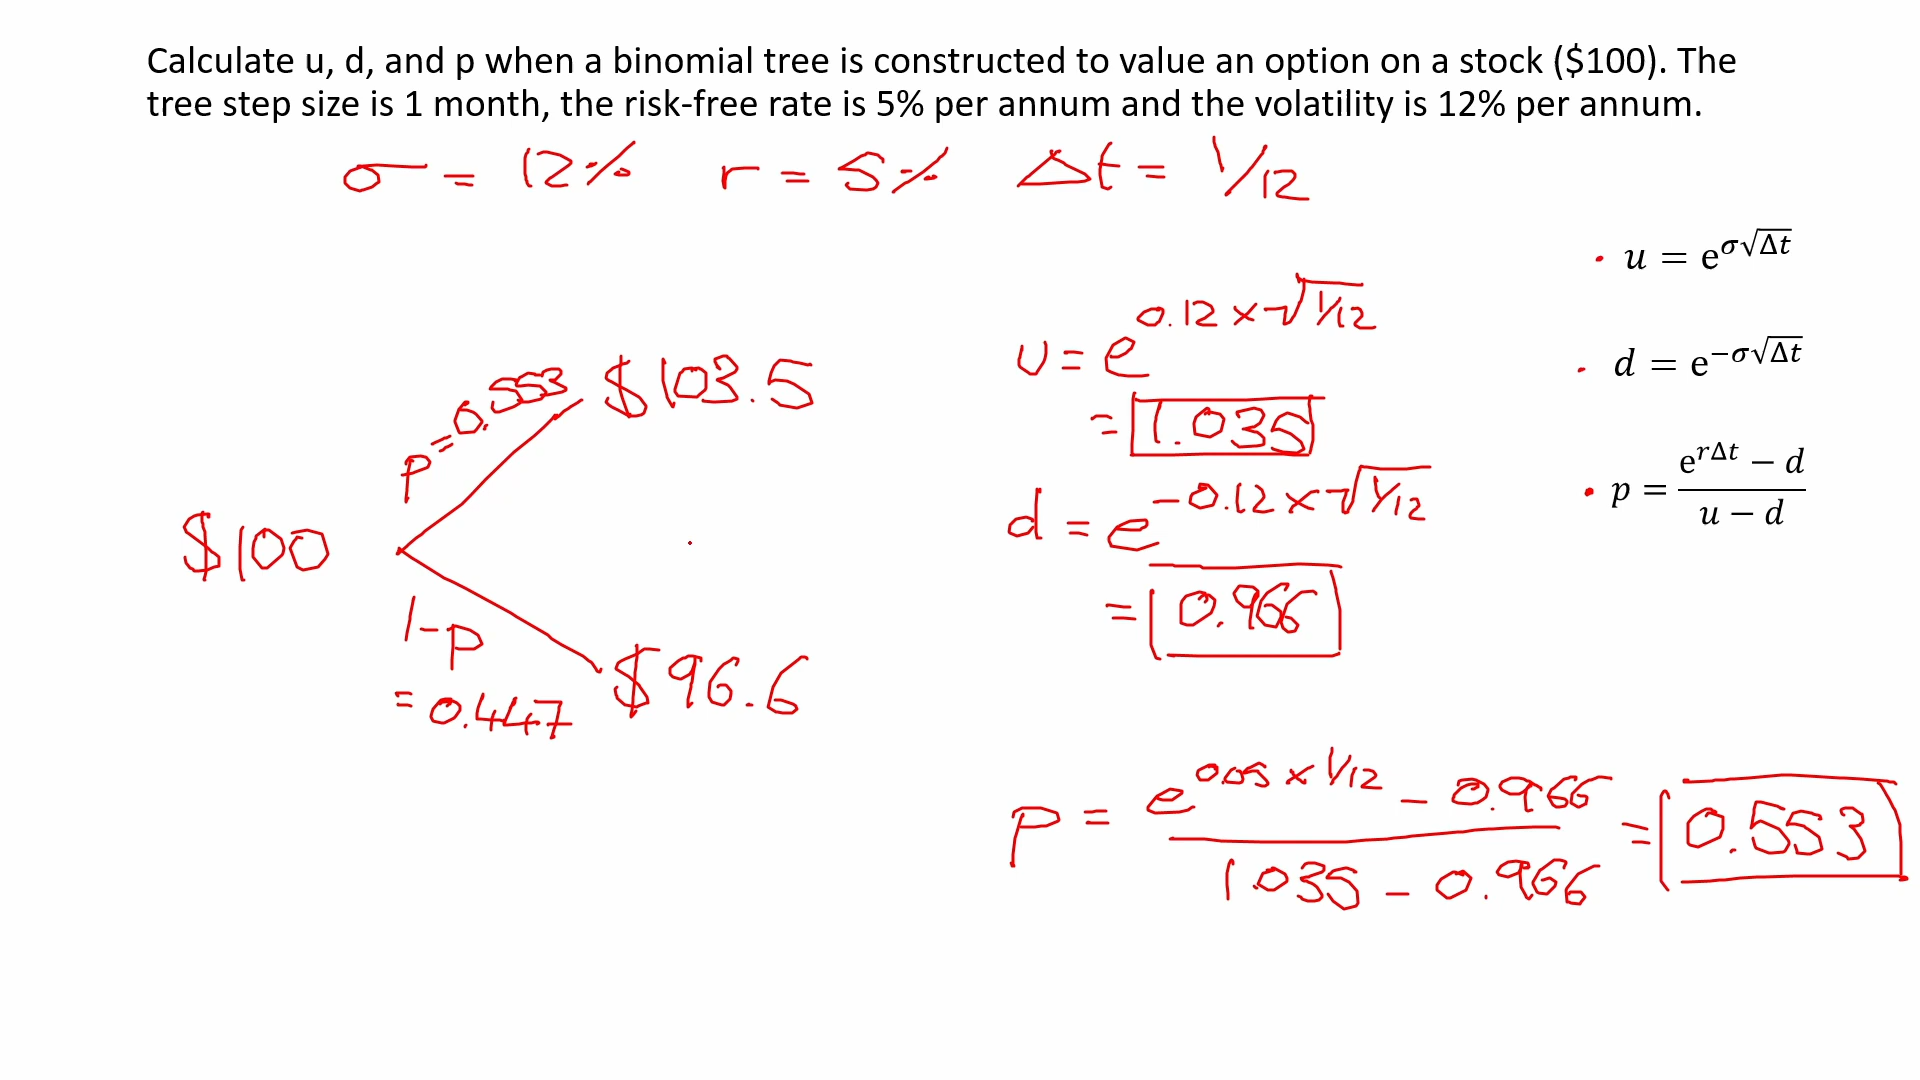 Calculate u, d, and p when a binomial tree is constructed to value an option on a stock ($100). The
tree step size is 1 month, the risk-free rate is 5% per annum and the volatility is 12% per annum.
σ = 12% r = 5% Δt = 1/12
• u = e^{σ√Δt}
• d = e^{−σ√Δt}
• p = (e^{rΔt} − d)/(u − d)
$100
p = 0.553
$103.5
1-p
= 0.447
$96.6
u = e^{0.12 × √1/12}
= 1.035
d = e^{-0.12 × √1/12}
= 0.966
p = (e^{0.05 × 1/12} - 0.966)/(1.035 - 0.966) = 0.553